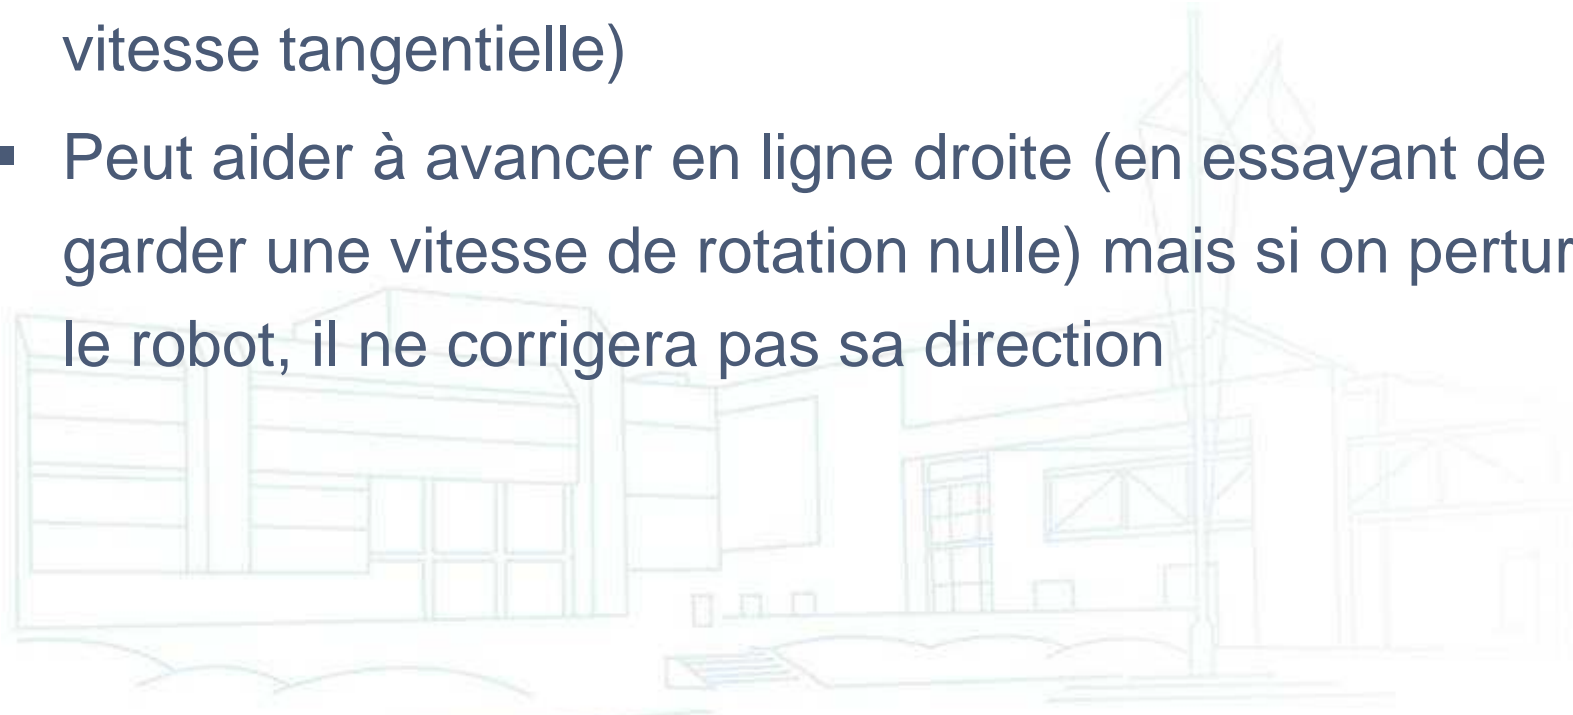 vitesse tangentielle)
▪ Peut aider à avancer en ligne droite (en essayant de
garder une vitesse de rotation nulle) mais si on pertur
le robot, il ne corrigera pas sa direction